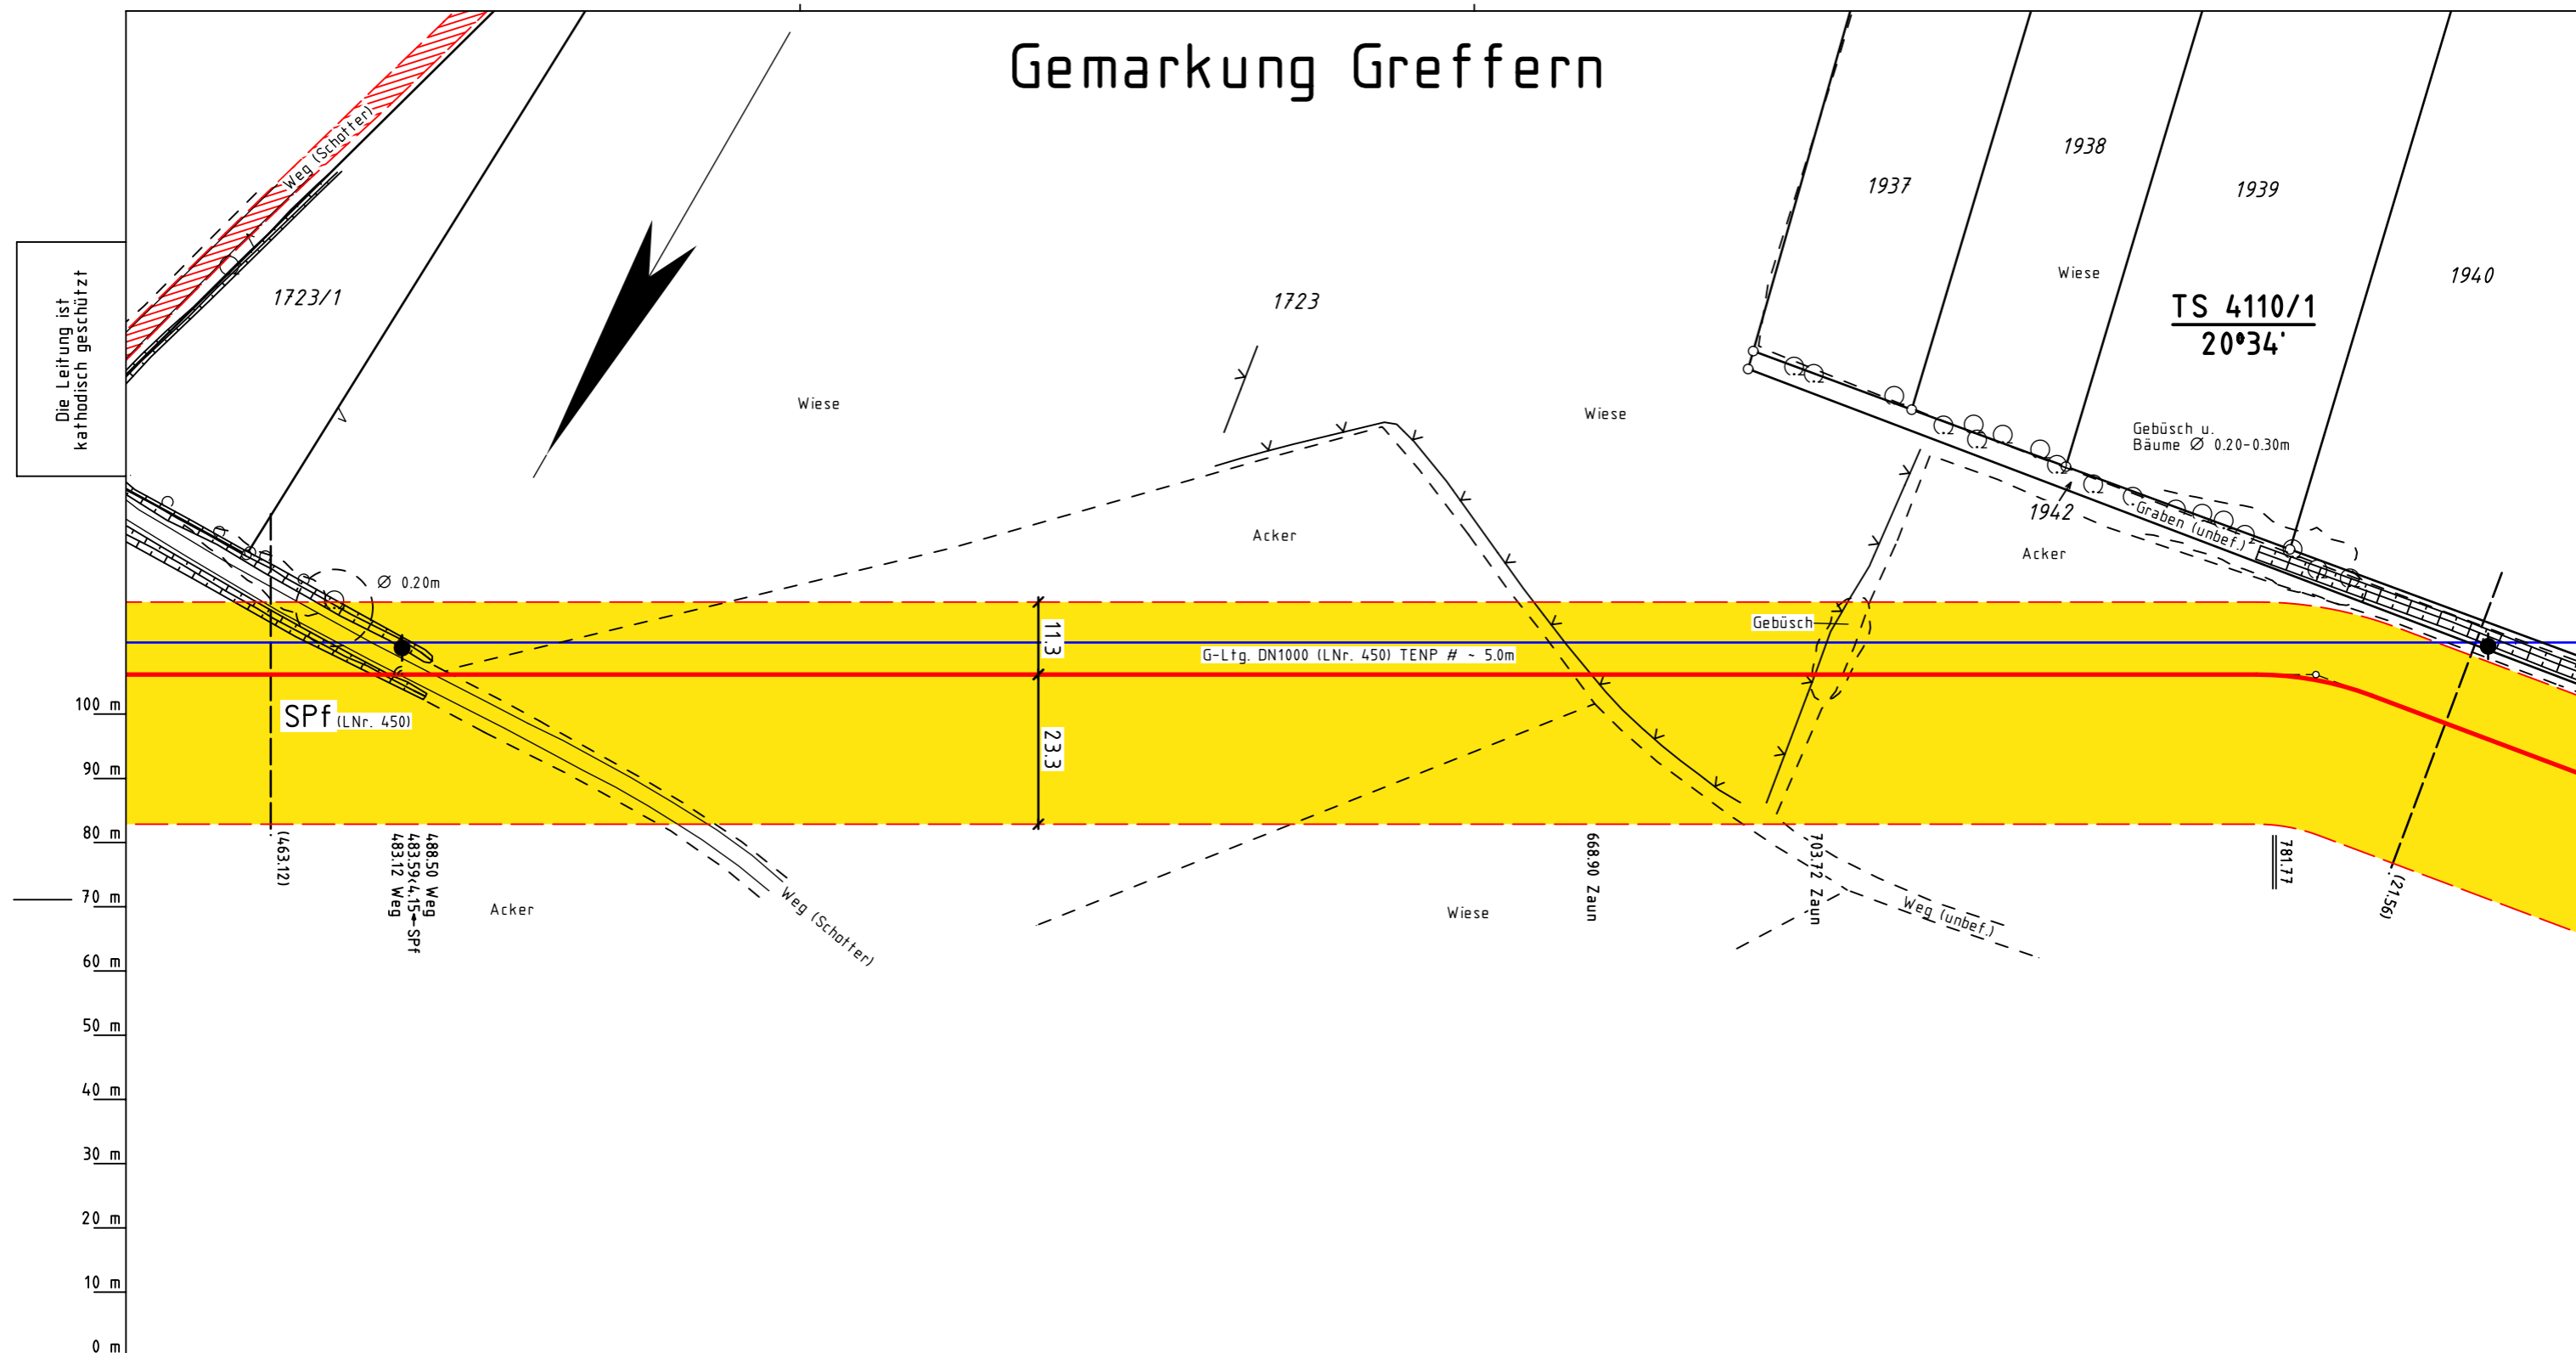 Gemarkung Greffern
Weg (Schotter)
1937
1938
1939
1940
Wiese
1723/1
1723
TS 4110/1
20°34'
Die Leitung ist
kathodisch geschützt
Wiese
Wiese
Gebüsch u.
Bäume Ø 0.20-0.30m
1942
Graben (unbef.)
Acker
Acker
Ø 0.20m
11.3
Gebüsch
G-Ltg. DN1000 (LNr. 450) TENP # ~ 5.0m
SPf (LNr. 450)
23.3
100 m
90 m
80 m
70 m
60 m
50 m
40 m
30 m
20 m
10 m
0 m
(463.12)
488.50 Weg
483.59<4.15 SPf
483.12 Weg
668.90 Zaun
703.72 Zaun
781.77
(21.56)
Acker
Weg (Schotter)
Wiese
Weg (unbef.)